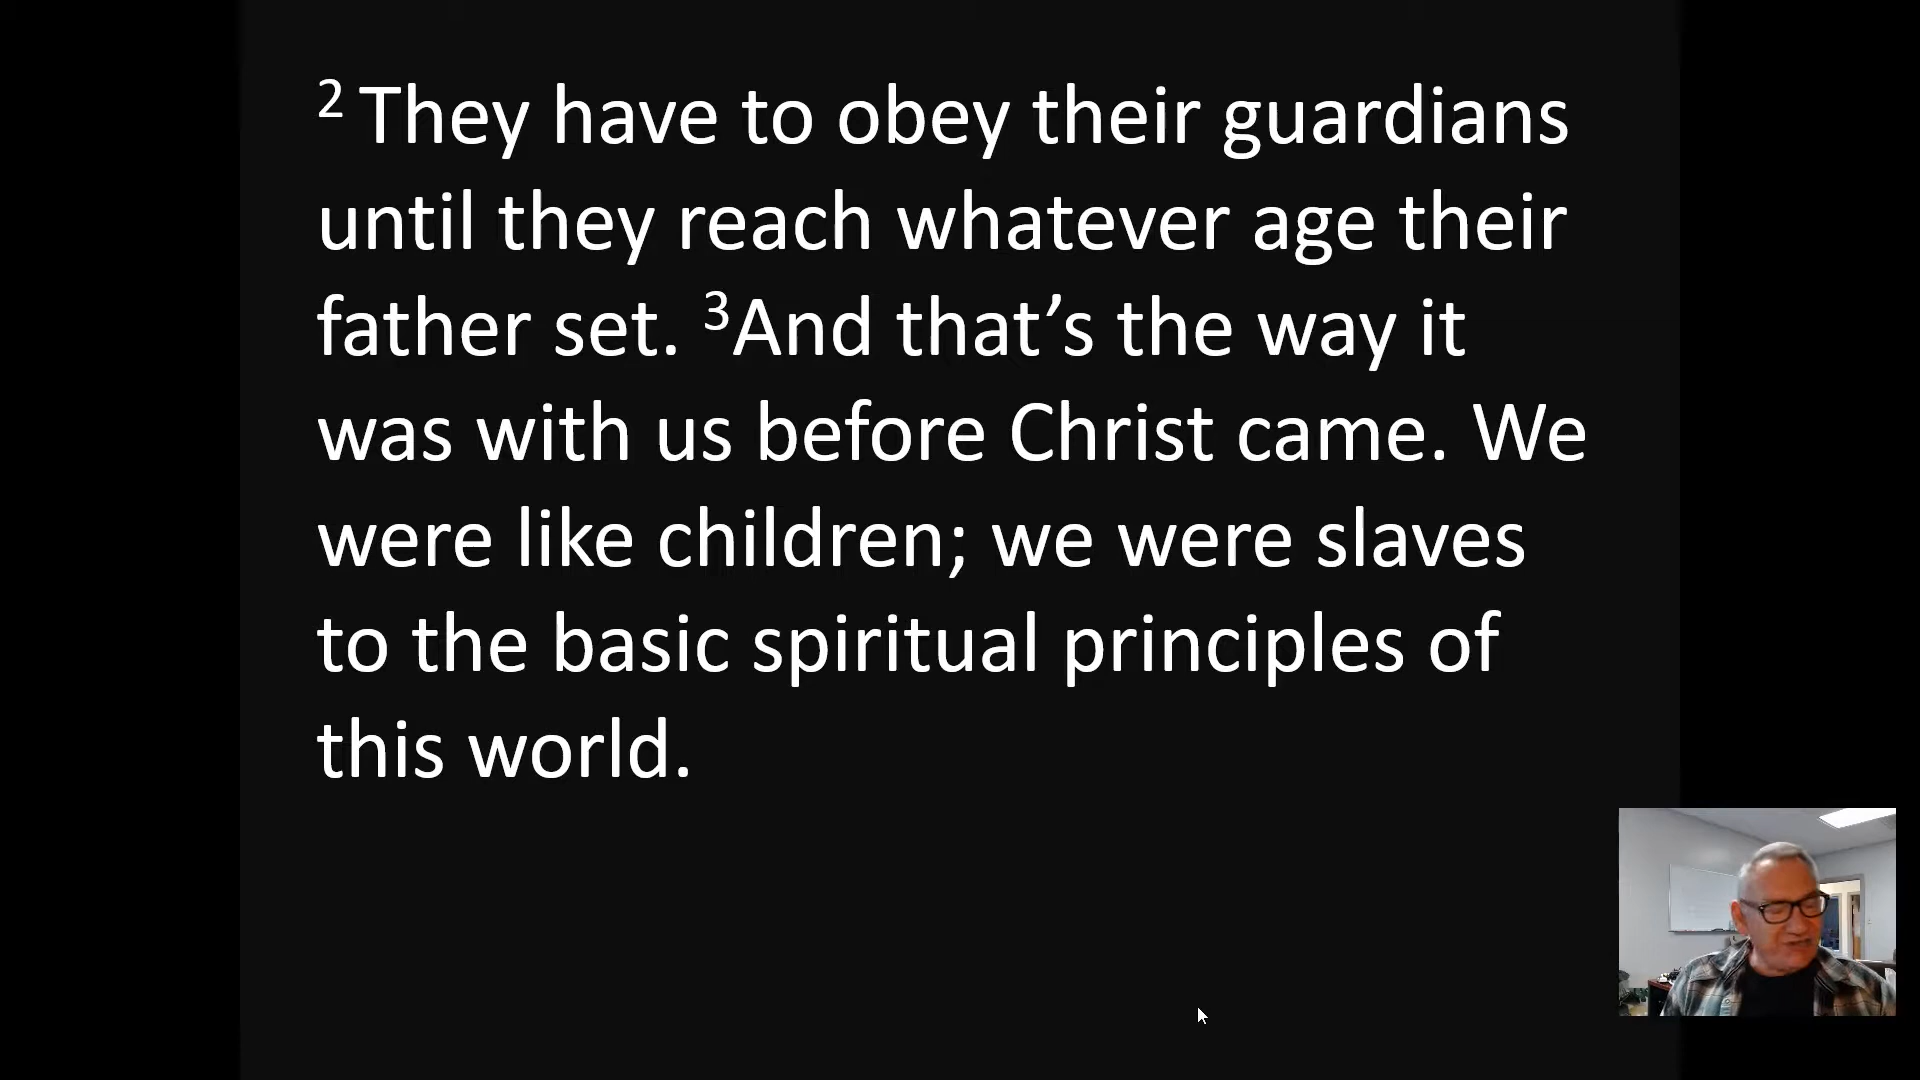 ² They have to obey their guardians
until they reach whatever age their
father set. ³And that’s the way it
was with us before Christ came. We
were like children; we were slaves
to the basic spiritual principles of
this world.